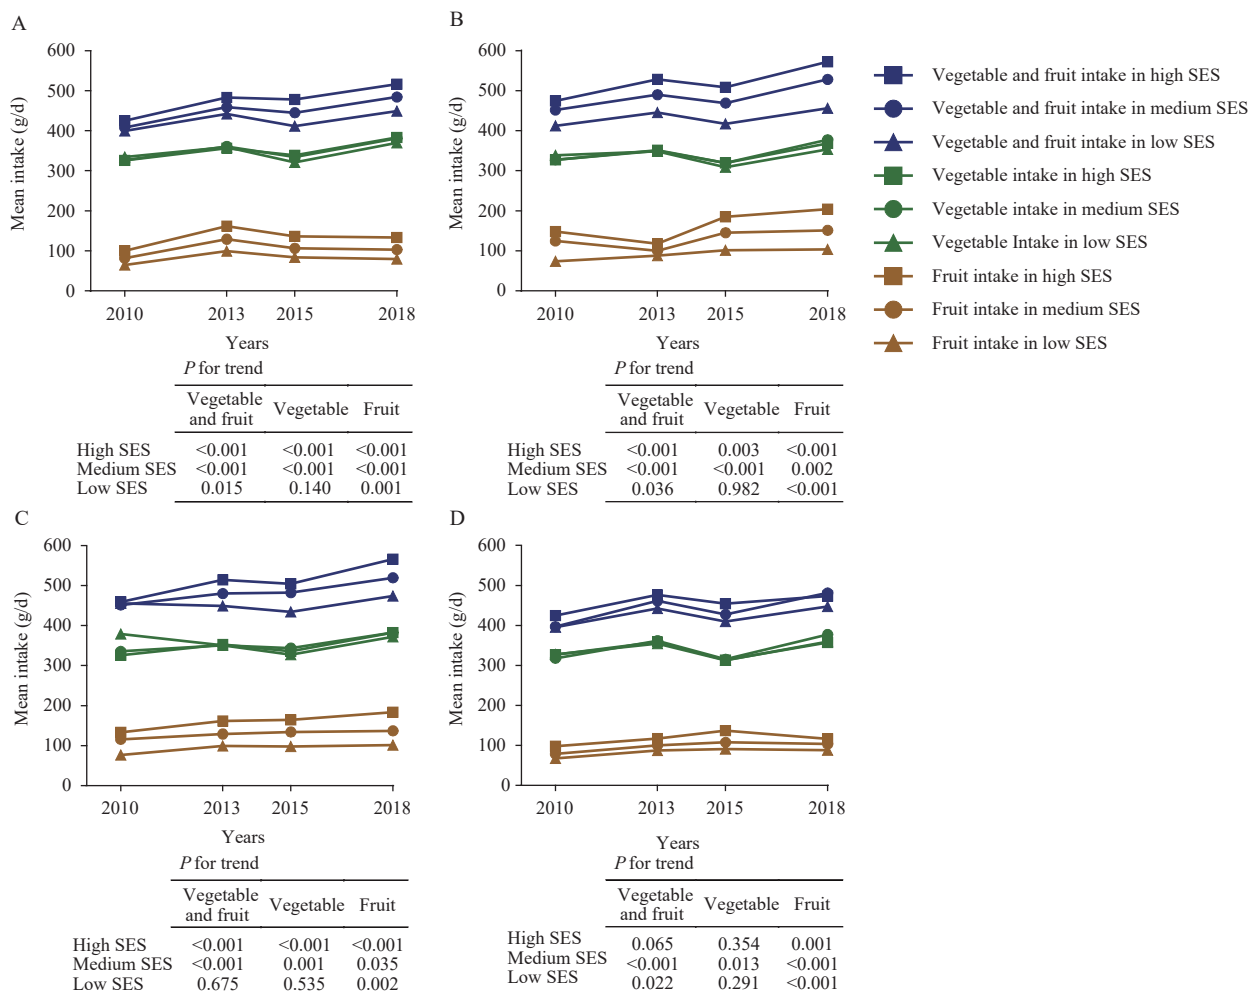 A
600
500
400
300
200
100
0
Mean intake (g/d)
2010 2013 2015 2018
Years
P for trend
Vegetable and fruit Vegetable Fruit
High SES <0.001 <0.001 <0.001
Medium SES <0.001 <0.001 <0.001
Low SES 0.015 0.140 0.001
B
600
500
400
300
200
100
0
Mean intake (g/d)
2010 2013 2015 2018
Years
P for trend
Vegetable and fruit Vegetable Fruit
High SES <0.001 0.003 <0.001
Medium SES <0.001 <0.001 0.002
Low SES 0.036 0.982 <0.001
Vegetable and fruit intake in high SES
Vegetable and fruit intake in medium SES
Vegetable and fruit intake in low SES
Vegetable intake in high SES
Vegetable intake in medium SES
Vegetable Intake in low SES
Fruit intake in high SES
Fruit intake in medium SES
Fruit intake in low SES
C
600
500
400
300
200
100
0
Mean intake (g/d)
2010 2013 2015 2018
Years
P for trend
Vegetable and fruit Vegetable Fruit
High SES <0.001 <0.001 <0.001
Medium SES <0.001 0.001 0.035
Low SES 0.675 0.535 0.002
D
600
500
400
300
200
100
0
Mean intake (g/d)
2010 2013 2015 2018
Years
P for trend
Vegetable and fruit Vegetable Fruit
High SES 0.065 0.354 0.001
Medium SES <0.001 0.013 <0.001
Low SES 0.022 0.291 <0.001